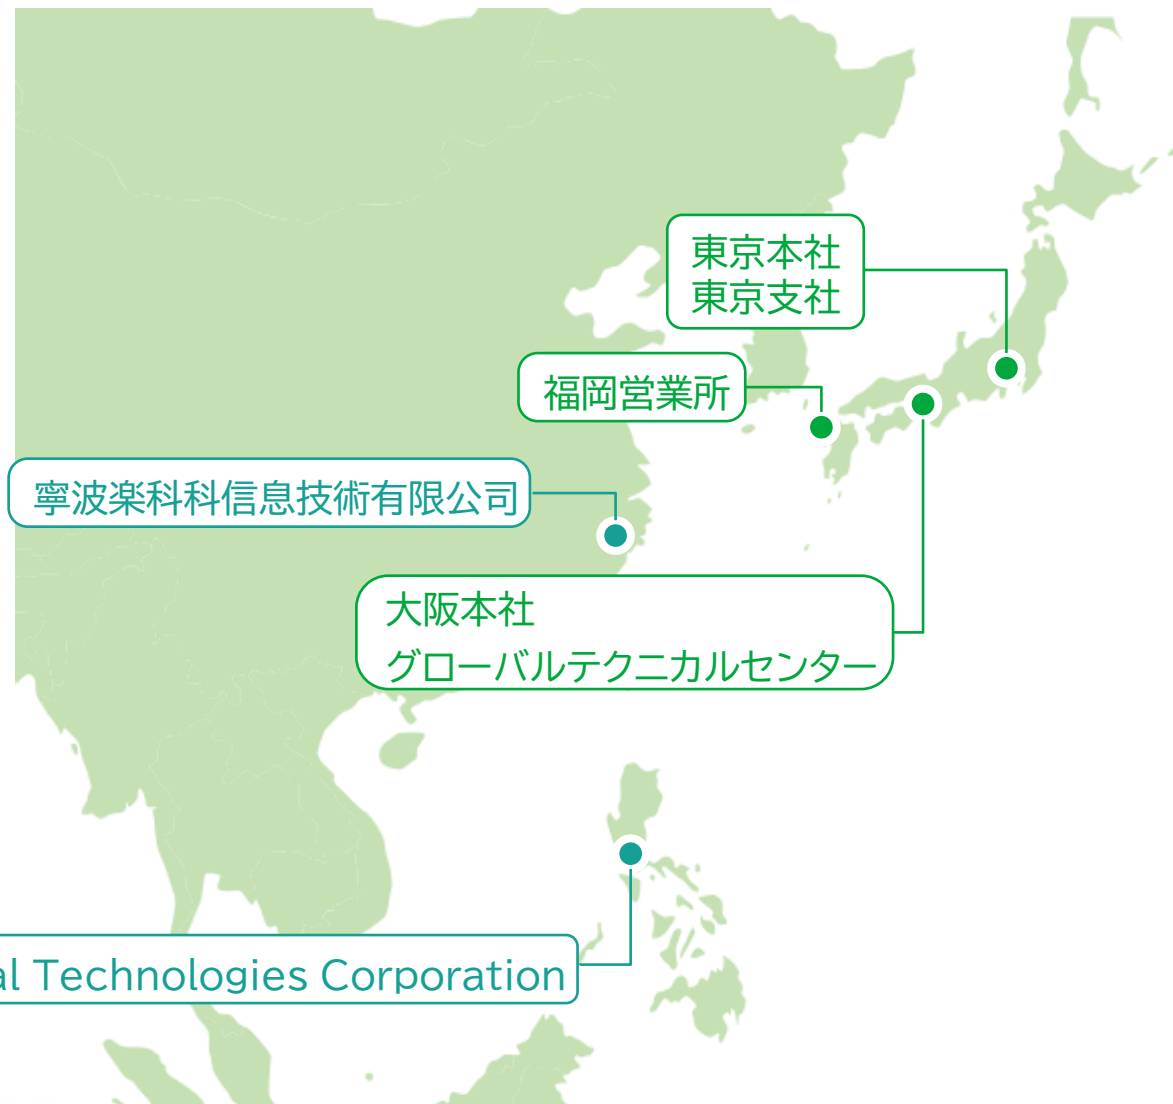 東京本社
東京支社
福岡営業所
寧波楽科科信息技術有限公司
大阪本社
グローバルテクニカルセンター
al Technologies Corporation